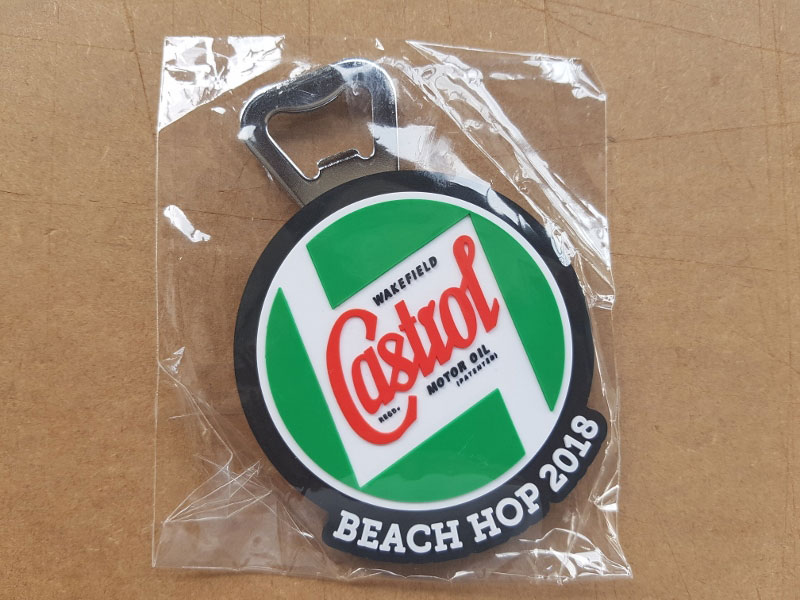 WAKEFIELD
Castrol
REGD.
MOTOR OIL
(PATENTED)
BEACH HOP 2018